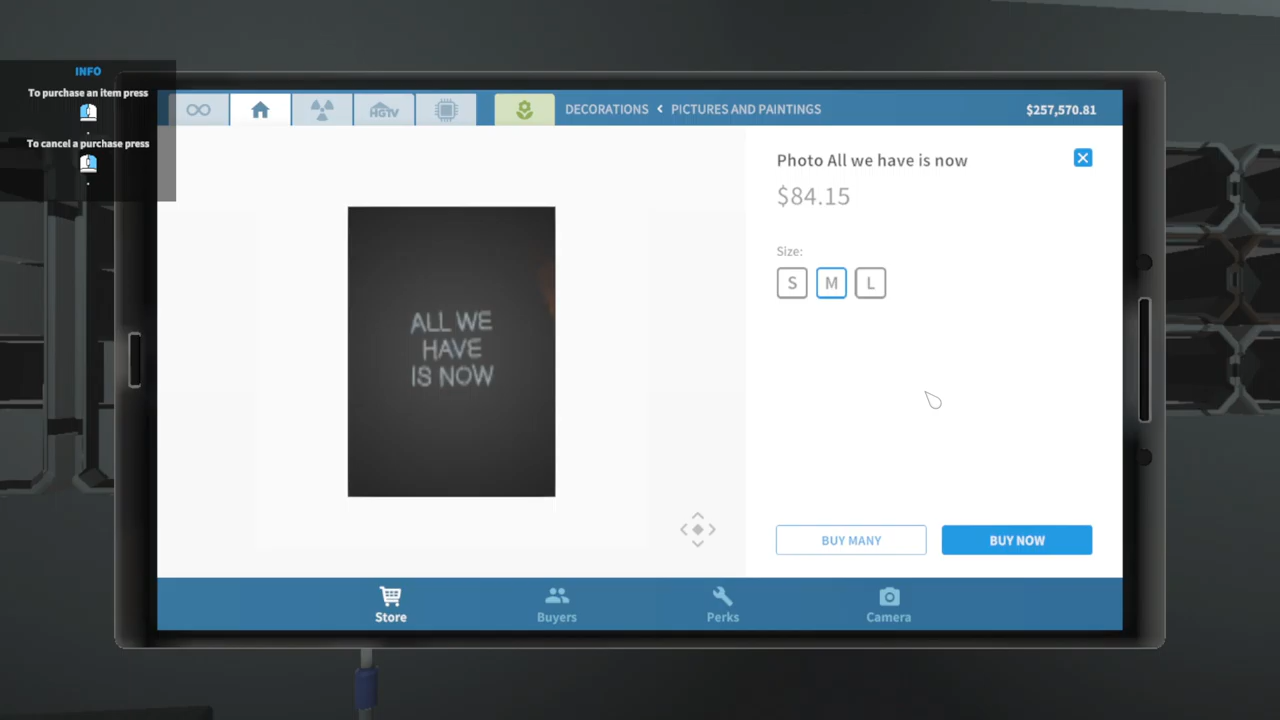 INFO
To purchase an item press
.
To cancel a purchase press
.
HGTV
DECORATIONS < PICTURES AND PAINTINGS
$257,570.81
Photo All we have is now
$84.15
Size:
S M L
ALL WE
HAVE
IS NOW
BUY MANY
BUY NOW
Store
Buyers
Perks
Camera